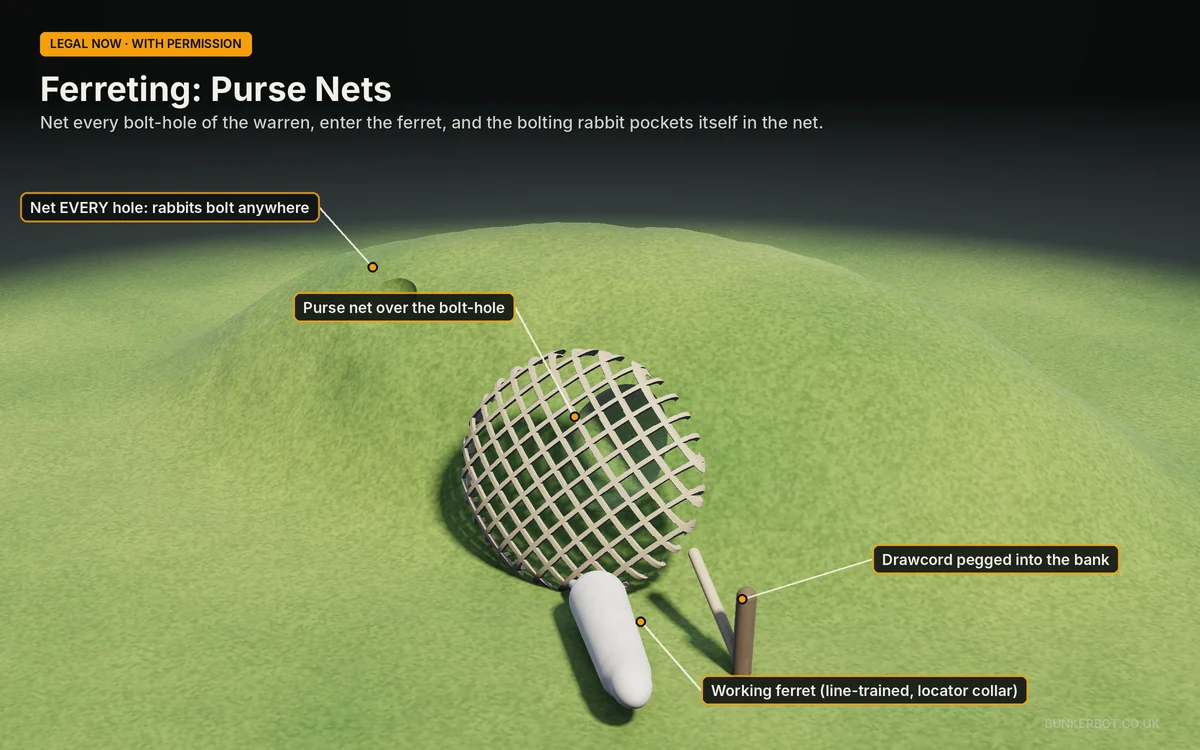 LEGAL NOW · WITH PERMISSION
Ferreting: Purse Nets
Net every bolt-hole of the warren, enter the ferret, and the bolting rabbit pockets itself in the net.
Net EVERY hole: rabbits bolt anywhere
Purse net over the bolt-hole
Drawcord pegged into the bank
Working ferret (line-trained, locator collar)
BUNKERBOT.CO.UK